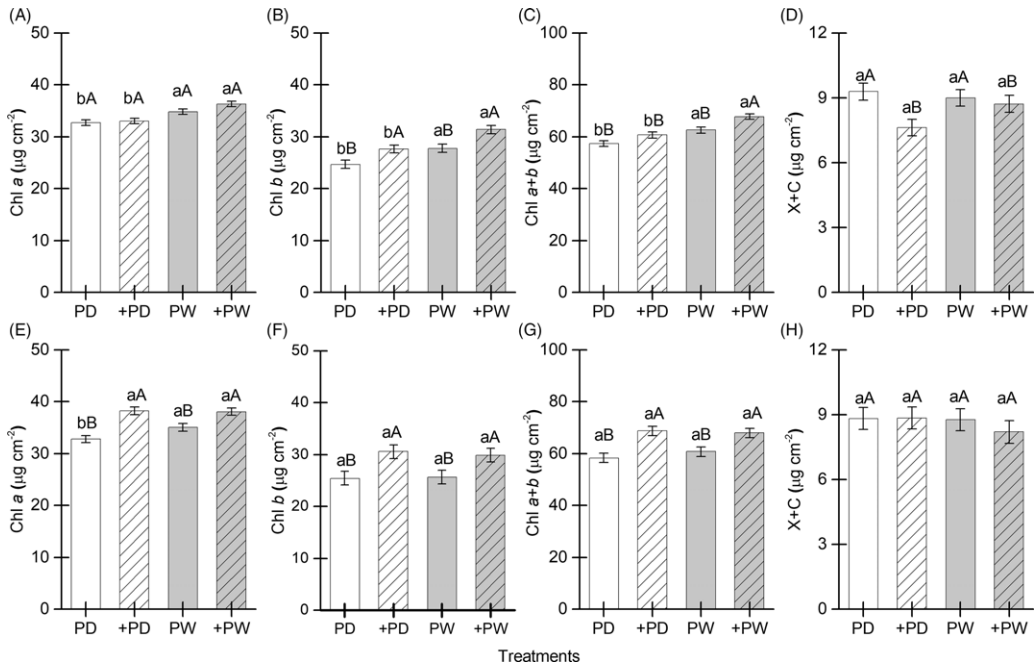 (A)
Chl a (µg cm⁻²)
50
40
30
20
10
0
bA bA aA aA
PD +PD PW +PW
(B)
Chl b (µg cm⁻²)
50
40
30
20
10
0
bB bA aB aA
PD +PD PW +PW
(C)
Chl a+b (µg cm⁻²)
100
80
60
40
20
0
bB bB aB aA
PD +PD PW +PW
(D)
X+C (µg cm⁻²)
12
9
6
3
0
aA aB aA aB
PD +PD PW +PW
(E)
Chl a (µg cm⁻²)
50
40
30
20
10
0
bB aA aB aA
PD +PD PW +PW
(F)
Chl b (µg cm⁻²)
50
40
30
20
10
0
aB aA aB aA
PD +PD PW +PW
(G)
Chl a+b (µg cm⁻²)
100
80
60
40
20
0
aB aA aB aA
PD +PD PW +PW
(H)
X+C (µg cm⁻²)
12
9
6
3
0
aA aA aA aA
PD +PD PW +PW
Treatments